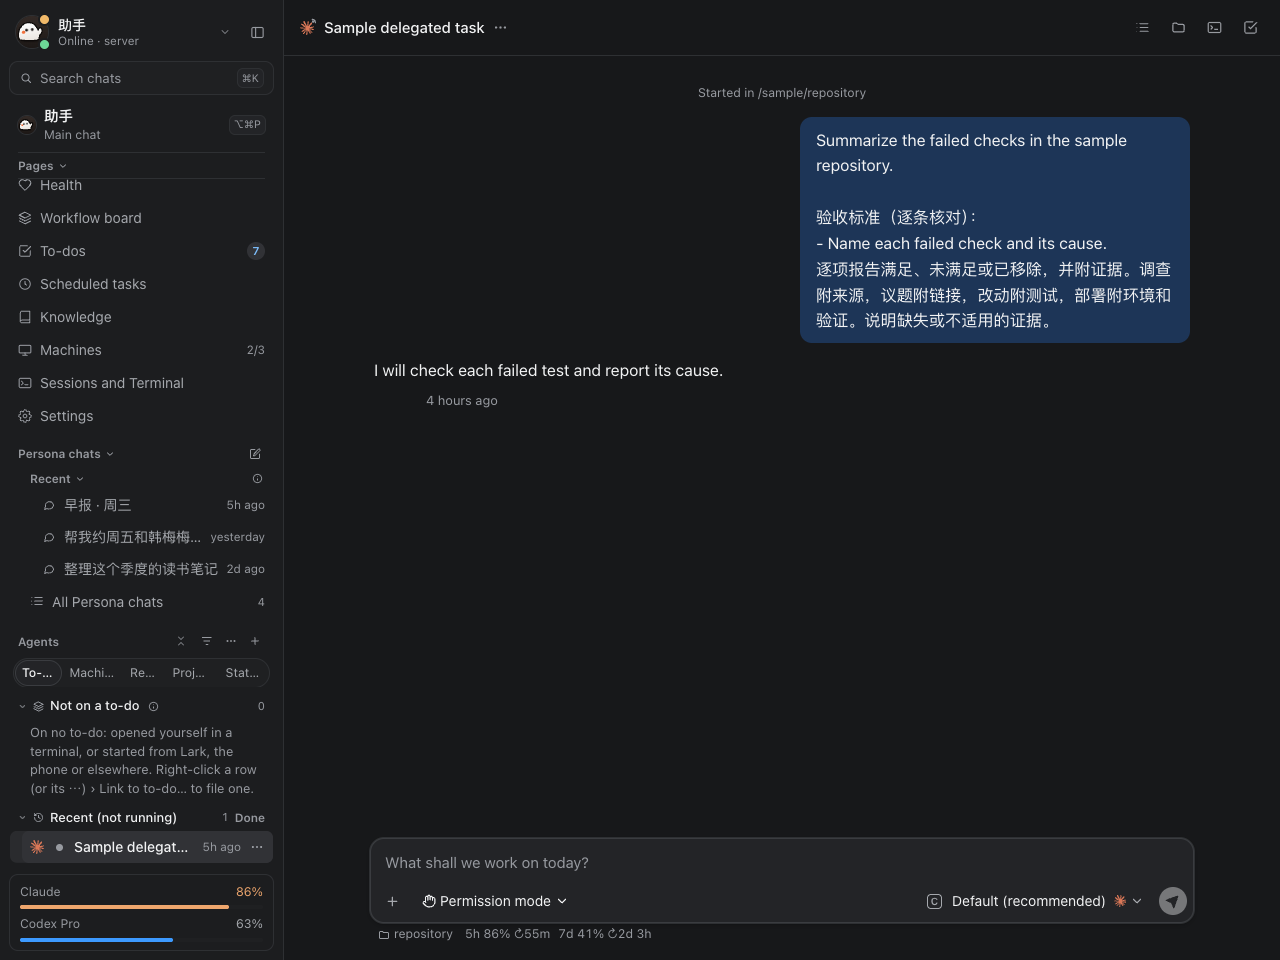 助手
Online · server
Search chats
⌘K
助手
Main chat
⌥⌘P
Pages
Health
Workflow board
To-dos
7
Scheduled tasks
Knowledge
Machines
2/3
Sessions and Terminal
Settings
Persona chats
Recent
早报 · 周三
5h ago
帮我约周五和韩梅梅...
yesterday
整理这个季度的读书笔记
2d ago
All Persona chats
4
Agents
To-...
Machi...
Re...
Proj...
Stat...
Not on a to-do
0
On no to-do: opened yourself in a
terminal, or started from Lark, the
phone or elsewhere. Right-click a row
(or its ···) › Link to to-do... to file one.
Recent (not running)
1 Done
Sample delegat...
5h ago
Claude
86%
Codex Pro
63%
Sample delegated task
Started in /sample/repository
Summarize the failed checks in the sample
repository.
验收标准（逐条核对）：
- Name each failed check and its cause.
逐项报告满足、未满足或已移除，并附证据。调查
附来源，议题附链接，改动附测试，部署附环境和
验证。说明缺失或不适用的证据。
I will check each failed test and report its cause.
4 hours ago
What shall we work on today?
Permission mode
C
Default (recommended)
repository
5h 86% ↻55m
7d 41% ↻2d 3h